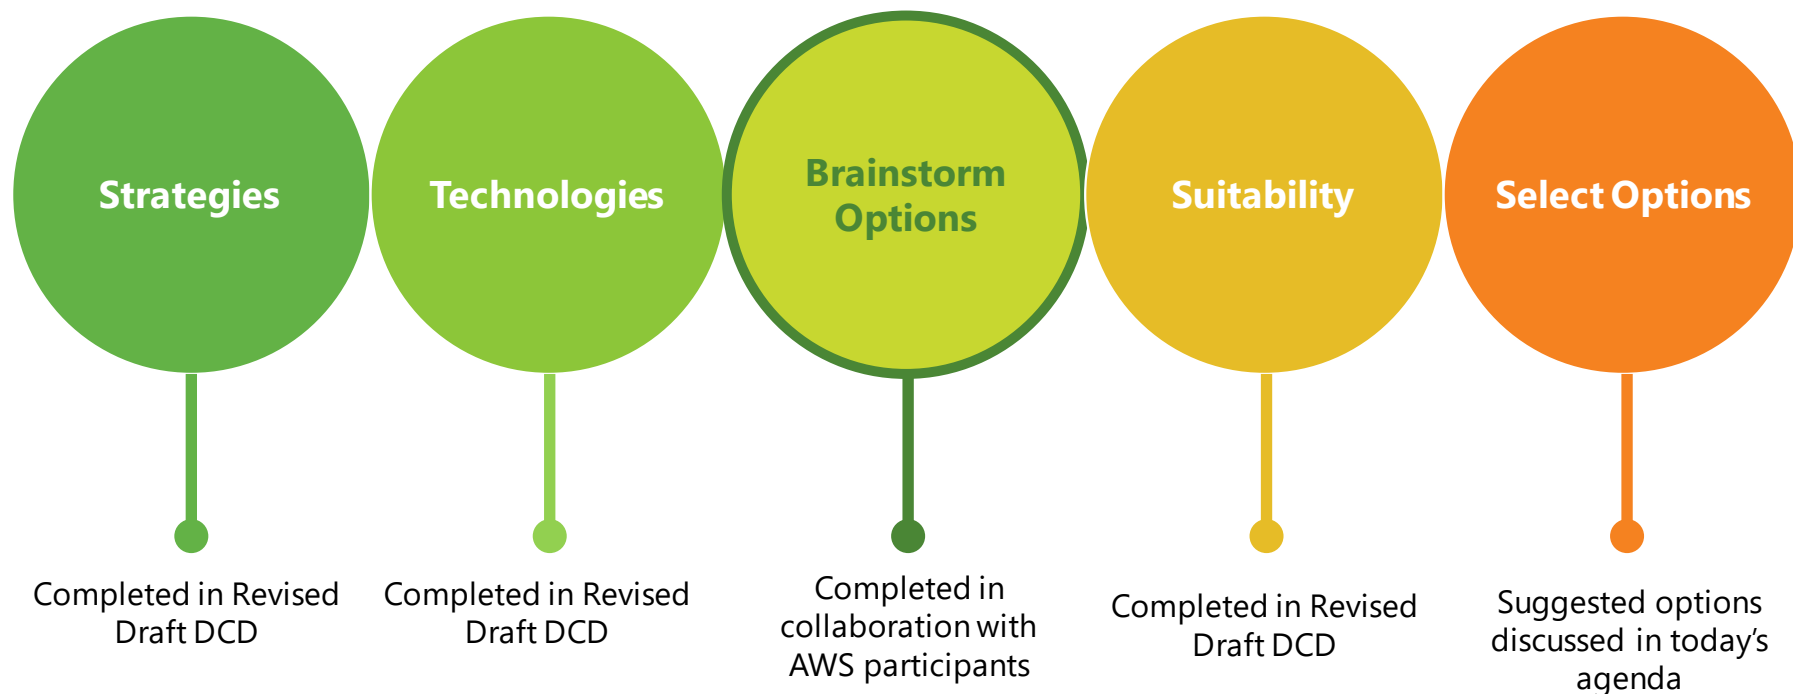 Strategies
Technologies
Brainstorm
Options
Suitability
Select Options
Completed in Revised
Draft DCD
Completed in Revised
Draft DCD
Completed in
collaboration with
AWS participants
Completed in Revised
Draft DCD
Suggested options
discussed in today’s
agenda